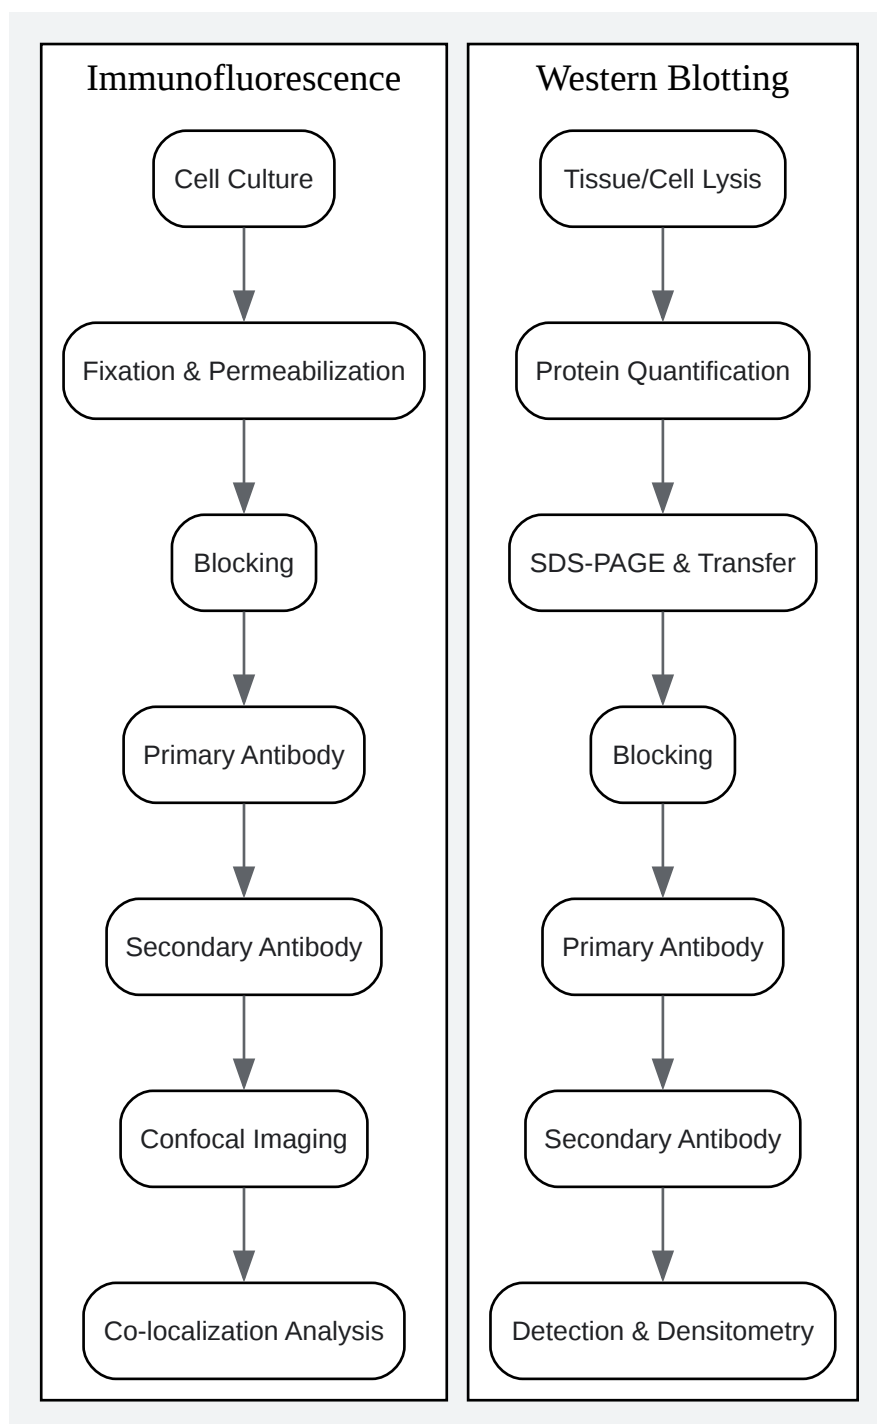 Immunofluorescence
Cell Culture
Fixation & Permeabilization
Blocking
Primary Antibody
Secondary Antibody
Confocal Imaging
Co-localization Analysis
Western Blotting
Tissue/Cell Lysis
Protein Quantification
SDS-PAGE & Transfer
Blocking
Primary Antibody
Secondary Antibody
Detection & Densitometry